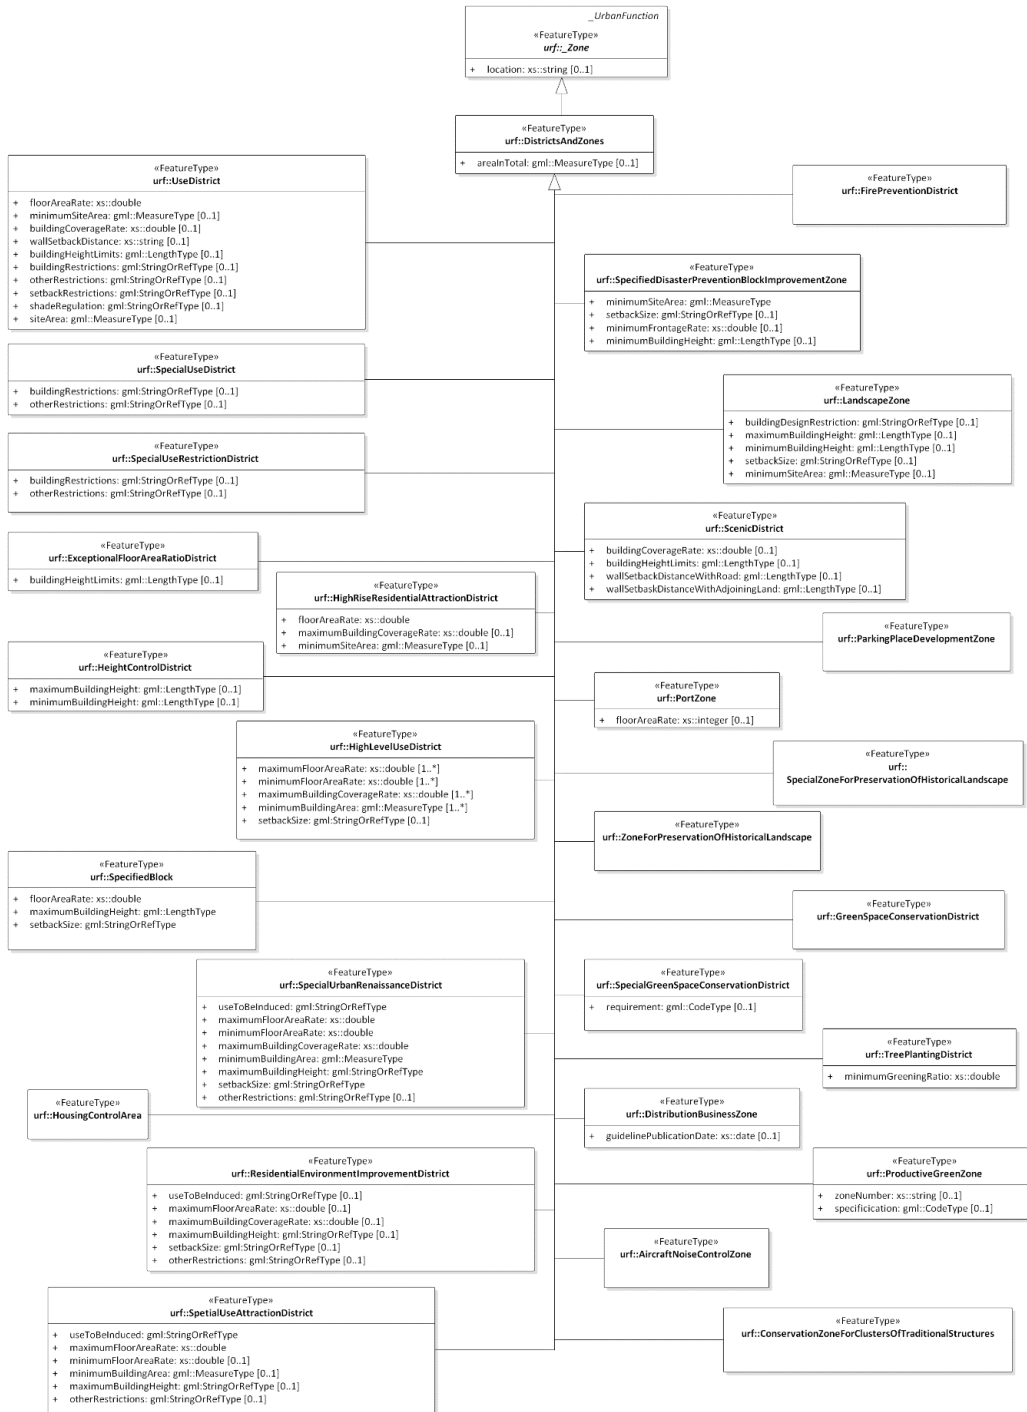 _UrbanFunction
«FeatureType»
urf::_Zone
+ location: xs::string [0..1]
«FeatureType»
urf::DistrictsAndZones
+ areaInTotal: gml::MeasureType [0..1]
«FeatureType»
urf::UseDistrict
+ floorAreaRate: xs::double
+ minimumSiteArea: gml::MeasureType [0..1]
+ buildingCoverageRate: xs::double [0..1]
+ wallSetbackDistance: xs::string [0..1]
+ buildingHeightLimits: gml::LengthType [0..1]
+ buildingRestrictions: gml:StringOrRefType [0..1]
+ otherRestrictions: gml:StringOrRefType [0..1]
+ setbackRestrictions: gml:StringOrRefType [0..1]
+ shadeRegulation: gml:StringOrRefType [0..1]
+ siteArea: gml::MeasureType [0..1]
«FeatureType»
urf::FirePreventionDistrict
«FeatureType»
urf::SpecifiedDisasterPreventionBlockImprovementZone
+ minimumSiteArea: gml::MeasureType
+ setbackSize: gml:StringOrRefType [0..1]
+ minimumFrontageRate: xs::double [0..1]
+ minimumBuildingHeight: gml::LengthType [0..1]
«FeatureType»
urf::SpecialUseDistrict
+ buildingRestrictions: gml:StringOrRefType [0..1]
+ otherRestrictions: gml:StringOrRefType [0..1]
«FeatureType»
urf::LandscapeZone
+ buildingDesignRestriction: gml:StringOrRefType [0..1]
+ maximumBuildingHeight: gml::LengthType [0..1]
+ minimumBuildingHeight: gml::LengthType [0..1]
+ setbackSize: gml:StringOrRefType [0..1]
+ minimumSiteArea: gml::MeasureType [0..1]
«FeatureType»
urf::SpecialUseRestrictionDistrict
+ buildingRestrictions: gml:StringOrRefType [0..1]
+ otherRestrictions: gml:StringOrRefType [0..1]
«FeatureType»
urf::ScenicDistrict
+ buildingCoverageRate: xs::double [0..1]
+ buildingHeightLimits: gml::LengthType [0..1]
+ wallSetbackDistanceWithRoad: gml::LengthType [0..1]
+ wallSetbaskDistanceWithAdjoiningLand: gml::LengthType [0..1]
«FeatureType»
urf::ExceptionalFloorAreaRatioDistrict
+ buildingHeightLimits: gml::LengthType [0..1]
«FeatureType»
urf::HighRiseResidentialAttractionDistrict
+ floorAreaRate: xs::double
+ maximumBuildingCoverageRate: xs::double [0..1]
+ minimumSiteArea: gml::MeasureType [0..1]
«FeatureType»
urf::ParkingPlaceDevelopmentZone
«FeatureType»
urf::HeightControlDistrict
+ maximumBuildingHeight: gml::LengthType [0..1]
+ minimumBuildingHeight: gml::LengthType [0..1]
«FeatureType»
urf::PortZone
+ floorAreaRate: xs::integer [0..1]
«FeatureType»
urf::HighLevelUseDistrict
+ maximumFloorAreaRate: xs::double [1..*]
+ minimumFloorAreaRate: xs::double [1..*]
+ maximumBuildingCoverageRate: xs::double [1..*]
+ minimumBuildingArea: gml::MeasureType [1..*]
+ setbackSize: gml:StringOrRefType [0..1]
«FeatureType»
urf::
SpecialZoneForPreservationOfHistoricalLandscape
«FeatureType»
urf::ZoneForPreservationOfHistoricalLandscape
«FeatureType»
urf::SpecifiedBlock
+ floorAreaRate: xs::double
+ maximumBuildingHeight: gml::LengthType
+ setbackSize: gml:StringOrRefType
«FeatureType»
urf::GreenSpaceConservationDistrict
«FeatureType»
urf::SpecialUrbanRenaissanceDistrict
+ useToBeInduced: gml:StringOrRefType
+ maximumFloorAreaRate: xs::double
+ minimumFloorAreaRate: xs::double
+ maximumBuildingCoverageRate: xs::double
+ minimumBuildingArea: gml::MeasureType
+ maximumBuildingHeight: gml:StringOrRefType
+ setbackSize: gml:StringOrRefType
+ otherRestrictions: gml:StringOrRefType [0..1]
«FeatureType»
urf::SpecialGreenSpaceConservationDistrict
+ requirement: gml::CodeType [0..1]
«FeatureType»
urf::TreePlantingDistrict
+ minimumGreeningRatio: xs::double
«FeatureType»
urf::HousingControlArea
«FeatureType»
urf::DistributionBusinessZone
+ guidelinePublicationDate: xs::date [0..1]
«FeatureType»
urf::ResidentialEnvironmentImprovementDistrict
+ useToBeInduced: gml:StringOrRefType [0..1]
+ maximumFloorAreaRate: xs::double [0..1]
+ maximumBuildingCoverageRate: xs::double [0..1]
+ maximumBuildingHeight: gml:StringOrRefType [0..1]
+ setbackSize: gml:StringOrRefType [0..1]
+ otherRestrictions: gml:StringOrRefType [0..1]
«FeatureType»
urf::ProductiveGreenZone
+ zoneNumber: xs::string [0..1]
+ specificication: gml::CodeType [0..1]
«FeatureType»
urf::AircraftNoiseControlZone
«FeatureType»
urf::SpetialUseAttractionDistrict
+ useToBeInduced: gml:StringOrRefType
+ maximumFloorAreaRate: xs::double
+ minimumFloorAreaRate: xs::double [0..1]
+ minimumBuildingArea: gml::MeasureType [0..1]
+ maximumBuildingHeight: gml:StringOrRefType [0..1]
+ otherRestrictions: gml:StringOrRefType [0..1]
«FeatureType»
urf::ConservationZoneForClustersOfTraditionalStructures